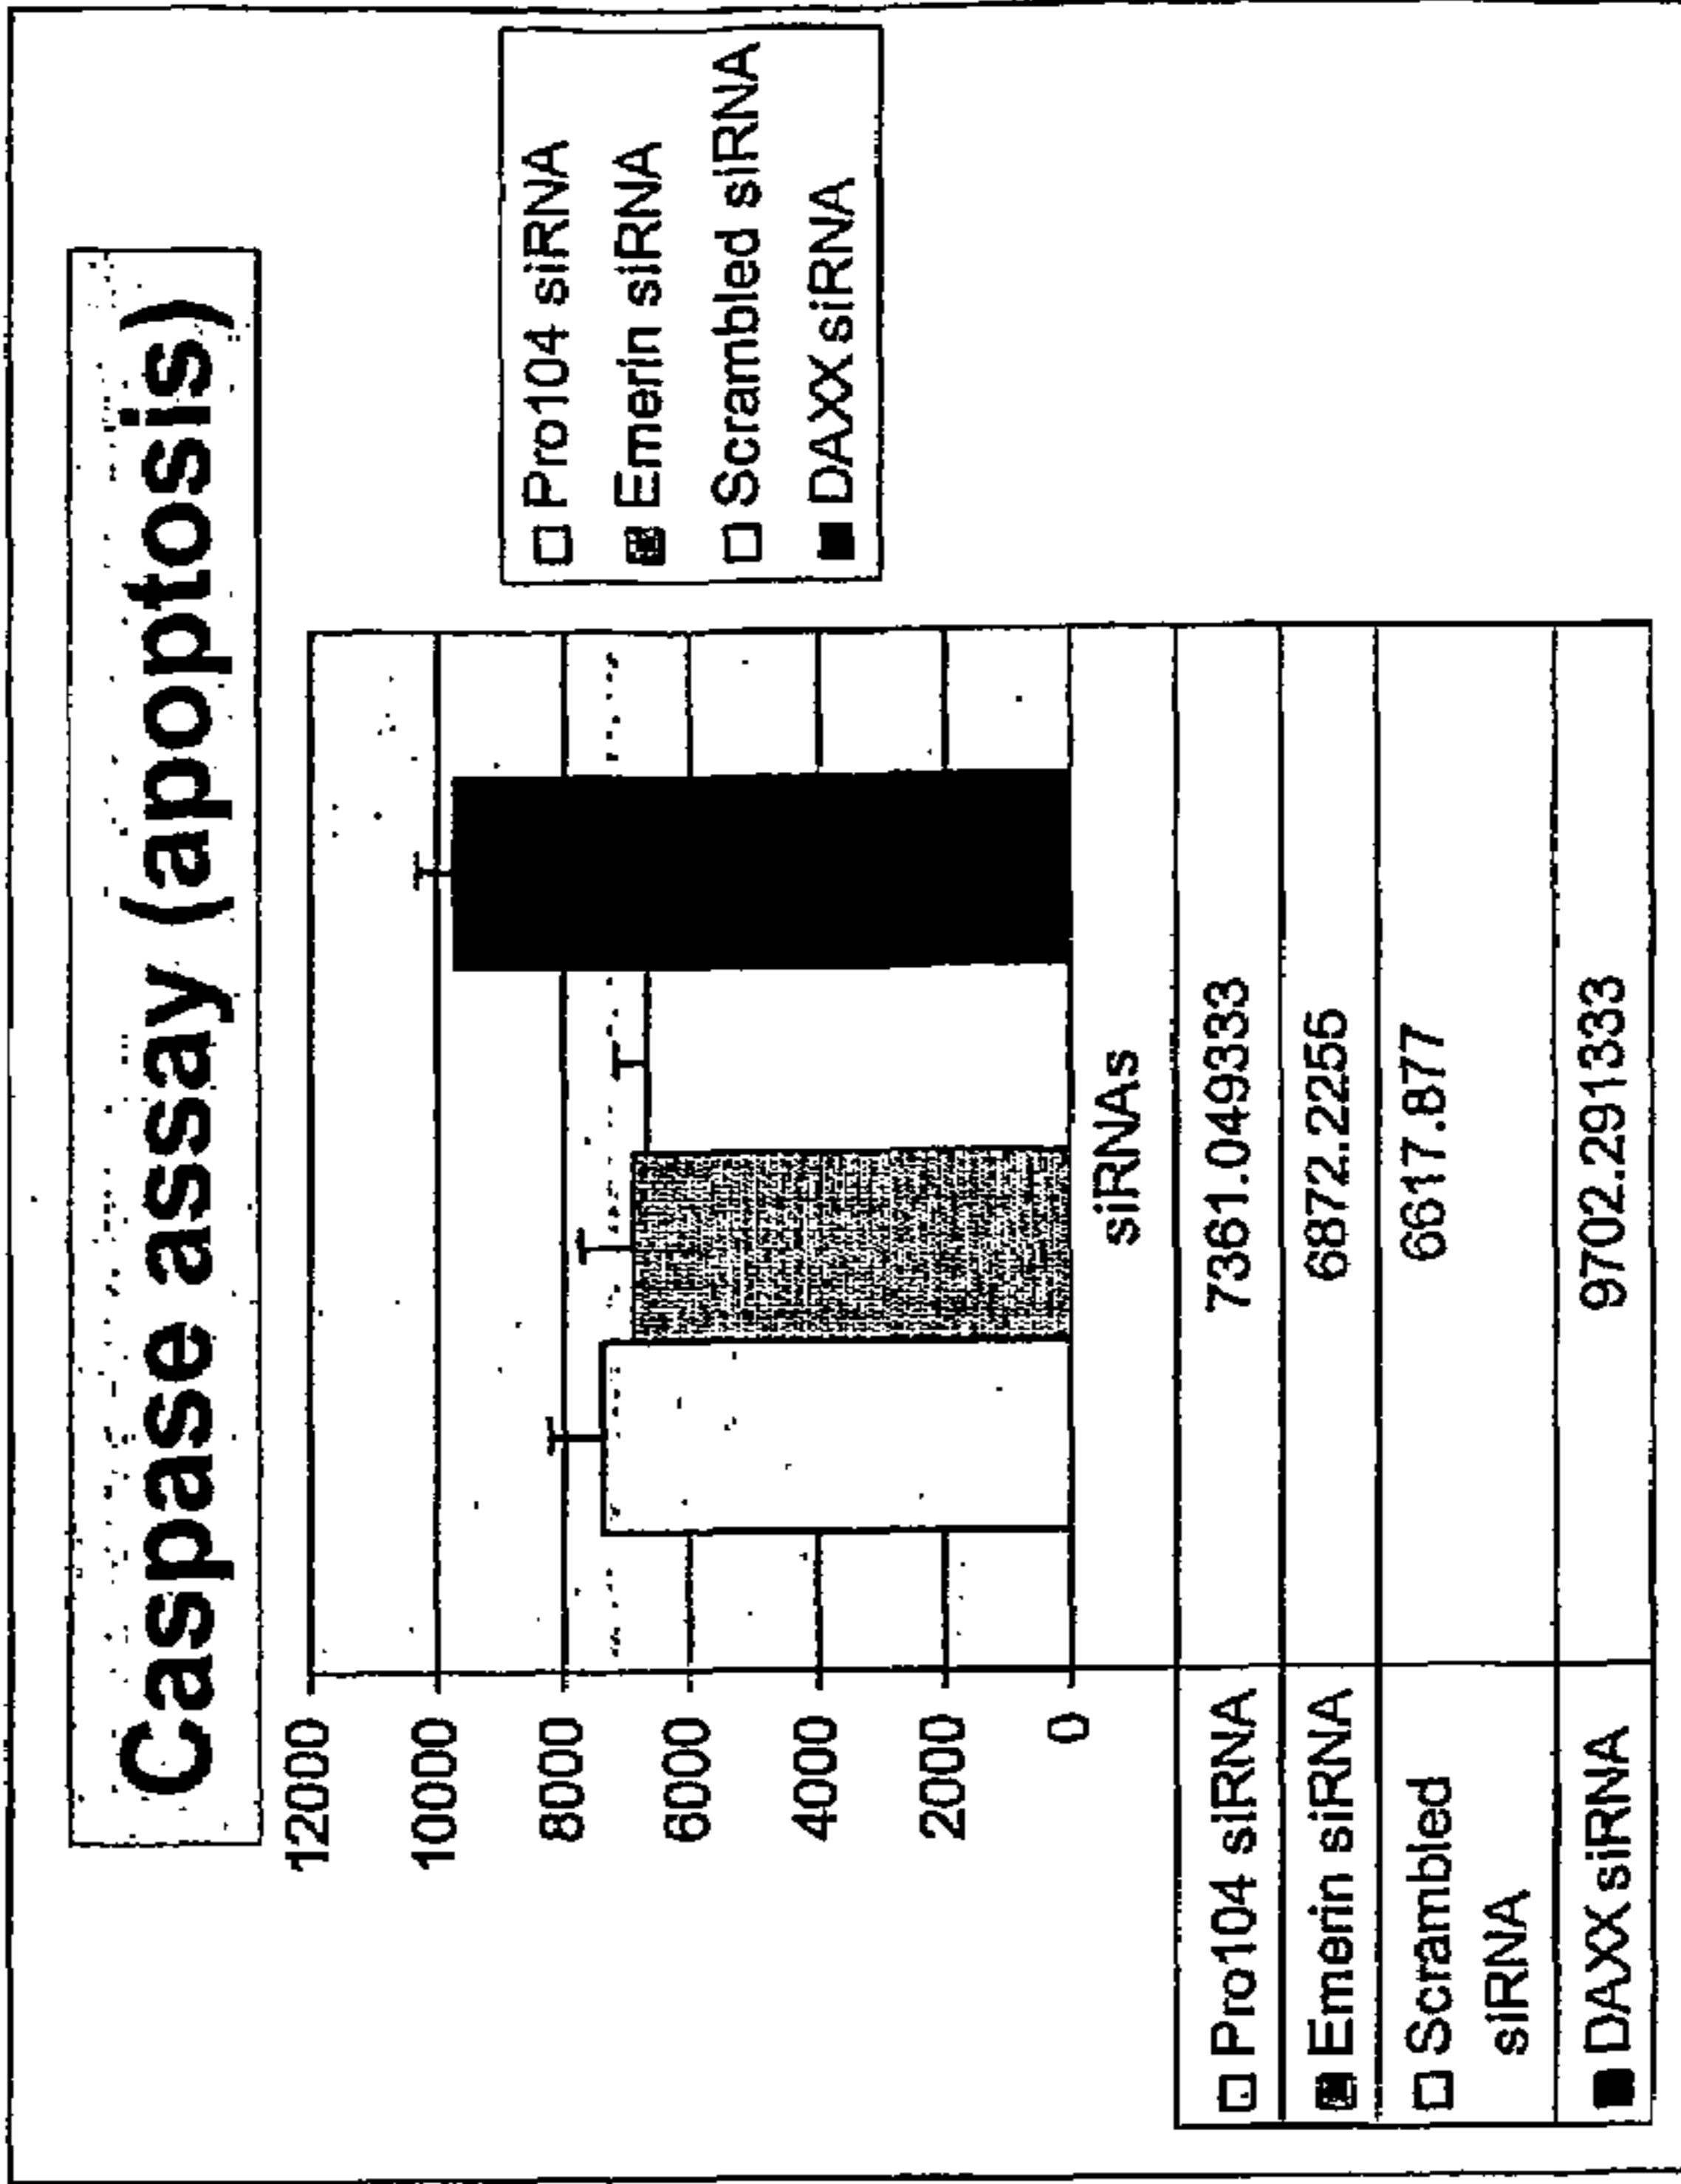 Caspase assay (apoptosis)
12000
10000
8000
6000
4000
2000
0
siRNAs
Pro104 siRNA
Emerin siRNA
Scrambled siRNA
DAXX siRNA
Pro104 siRNA 7361.049333
Emerin siRNA 6872.2255
Scrambled 6617.877
siRNA
DAXX siRNA 9702.291333